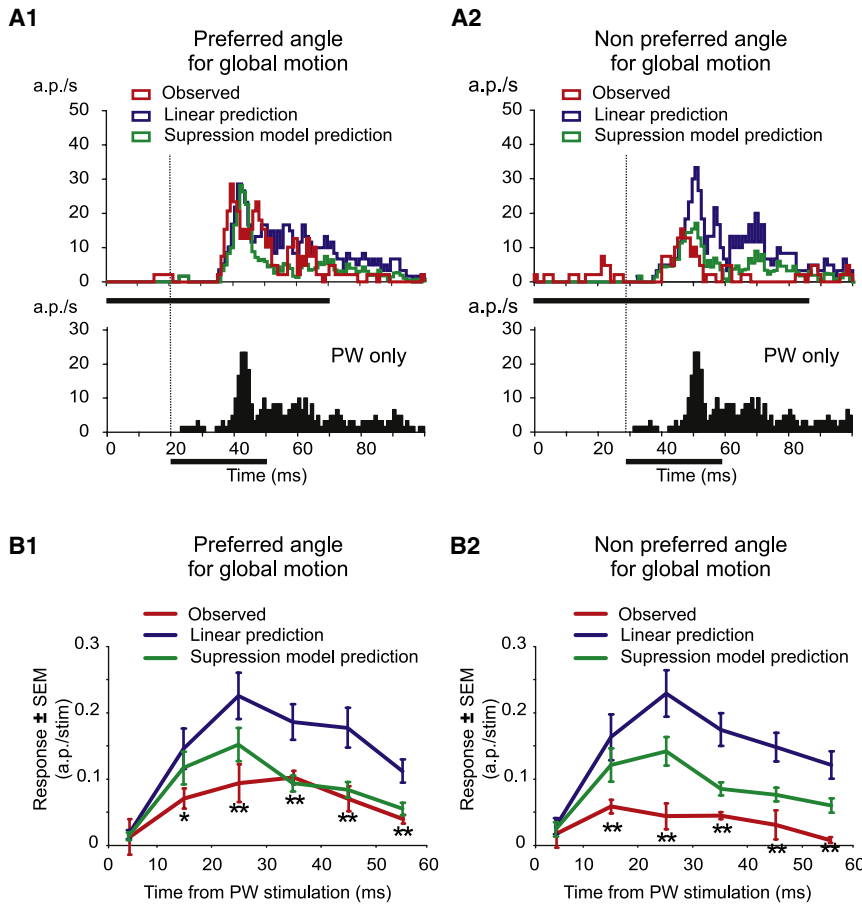 A1
Preferred angle
for global motion
a.p./s
Observed
Linear prediction
Supression model prediction
50
40
30
20
10
0
a.p./s
30
20
10
0
PW only
0 20 40 60 80
Time (ms)
A2
Non preferred angle
for global motion
a.p./s
Observed
Linear prediction
Supression model prediction
50
40
30
20
10
0
a.p./s
30
20
10
0
PW only
0 20 40 60 80
Time (ms)
B1
Preferred angle
for global motion
Observed
Linear prediction
Supression model prediction
Response ± SEM
(a.p./stim)
0.3
0.2
0.1
0
* ** ** ** **
0 10 20 30 40 50 60
Time from PW stimulation (ms)
B2
Non preferred angle
for global motion
Observed
Linear prediction
Supression model prediction
Response ± SEM
(a.p./stim)
0.3
0.2
0.1
0
** ** ** ** **
0 10 20 30 40 50 60
Time from PW stimulation (ms)